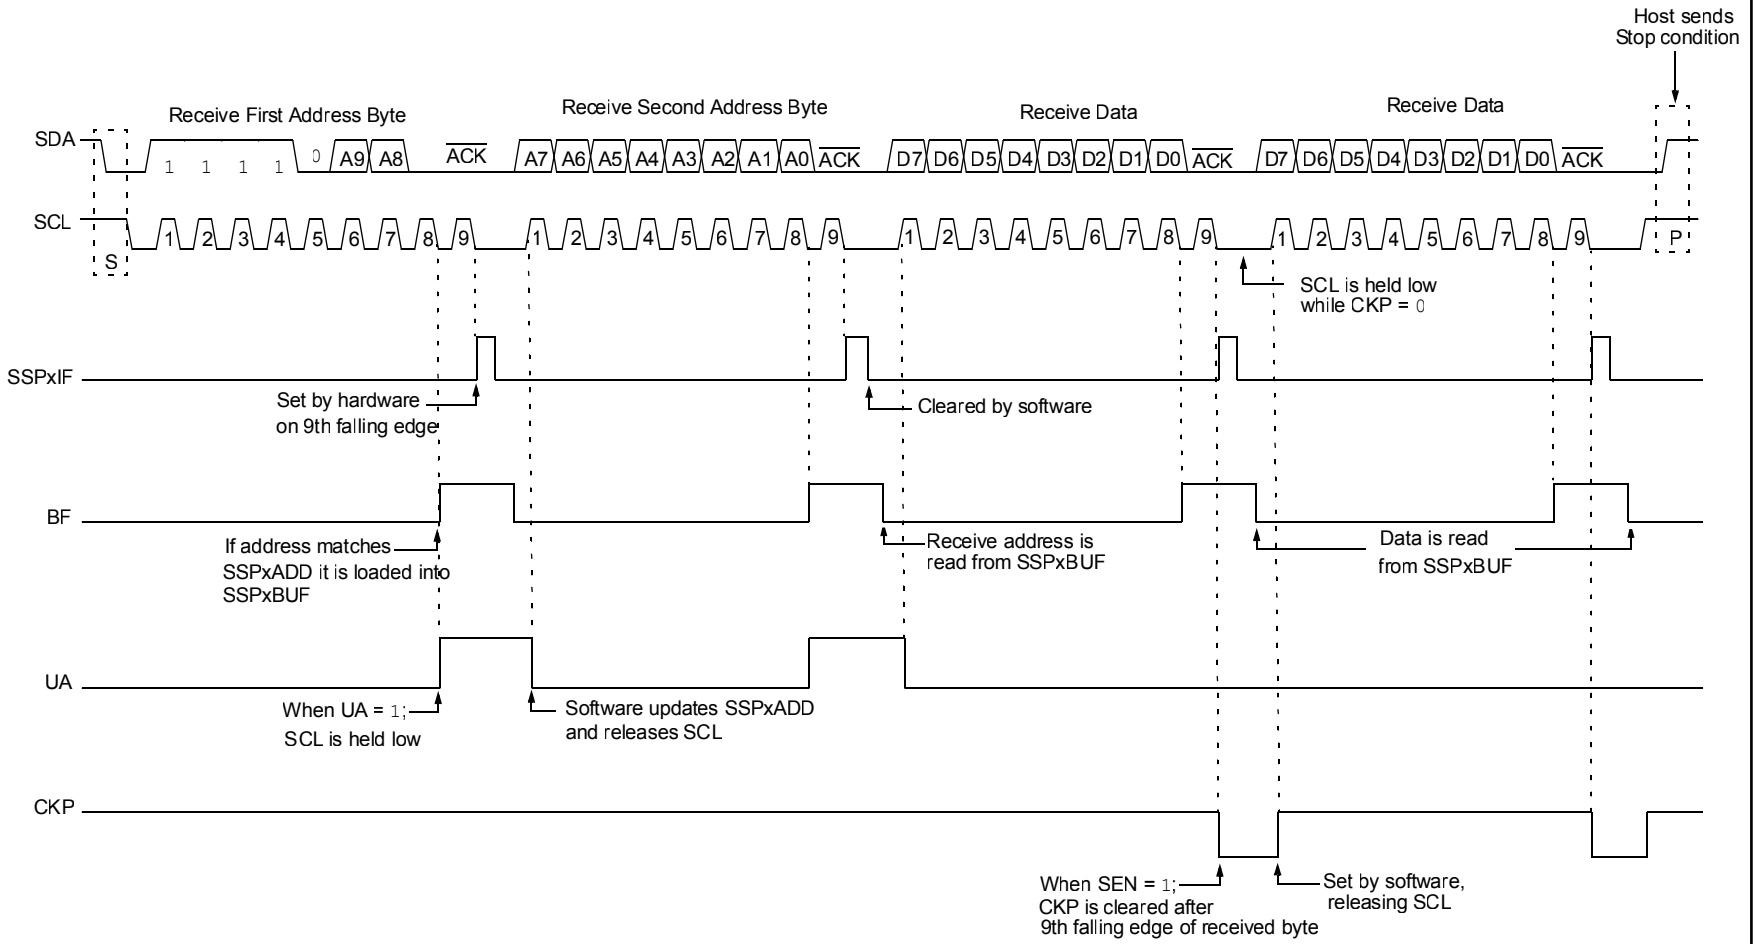 Host sends
Stop condition
Receive First Address Byte
Receive Second Address Byte
Receive Data
Receive Data
SDA
1 1 1 1 0 A9 A8 ACK A7 A6 A5 A4 A3 A2 A1 A0 ACK D7 D6 D5 D4 D3 D2 D1 D0 ACK D7 D6 D5 D4 D3 D2 D1 D0 ACK
SCL
S 1 2 3 4 5 6 7 8 9 1 2 3 4 5 6 7 8 9 1 2 3 4 5 6 7 8 9 1 2 3 4 5 6 7 8 9 P
SCL is held low
while CKP = 0
SSPxIF
Set by hardware
on 9th falling edge
Cleared by software
BF
If address matches
SSPxADD it is loaded into
SSPxBUF
Receive address is
read from SSPxBUF
Data is read
from SSPxBUF
UA
When UA = 1;
SCL is held low
Software updates SSPxADD
and releases SCL
CKP
When SEN = 1;
CKP is cleared after
9th falling edge of received byte
Set by software,
releasing SCL